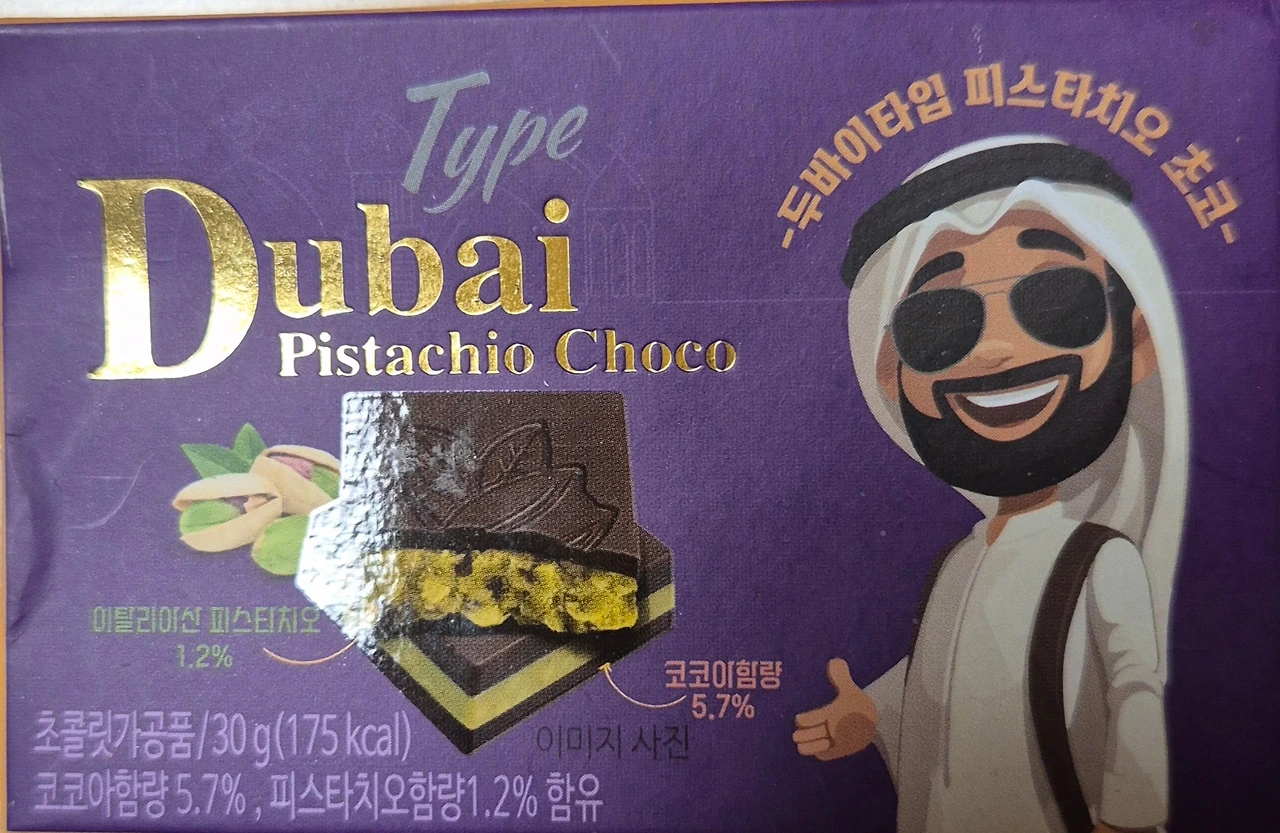 Type
Dubai
Pistachio Choco
-두바이타입 피스타치오 초코-
이탈리아산 피스타치오
1.2%
코코아함량
5.7%
이미지 사진
초콜릿가공품/30 g(175 kcal)
코코아함량 5.7% , 피스타치오함량1.2% 함유